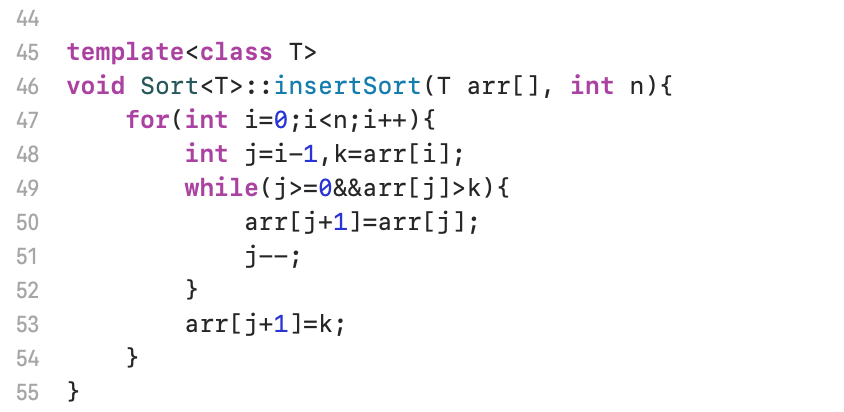 44
45 template<class T>
46 void Sort<T>::insertSort(T arr[], int n){
47     for(int i=0;i<n;i++){
48         int j=i-1,k=arr[i];
49         while(j>=0&&arr[j]>k){
50             arr[j+1]=arr[j];
51             j--;
52         }
53         arr[j+1]=k;
54     }
55 }